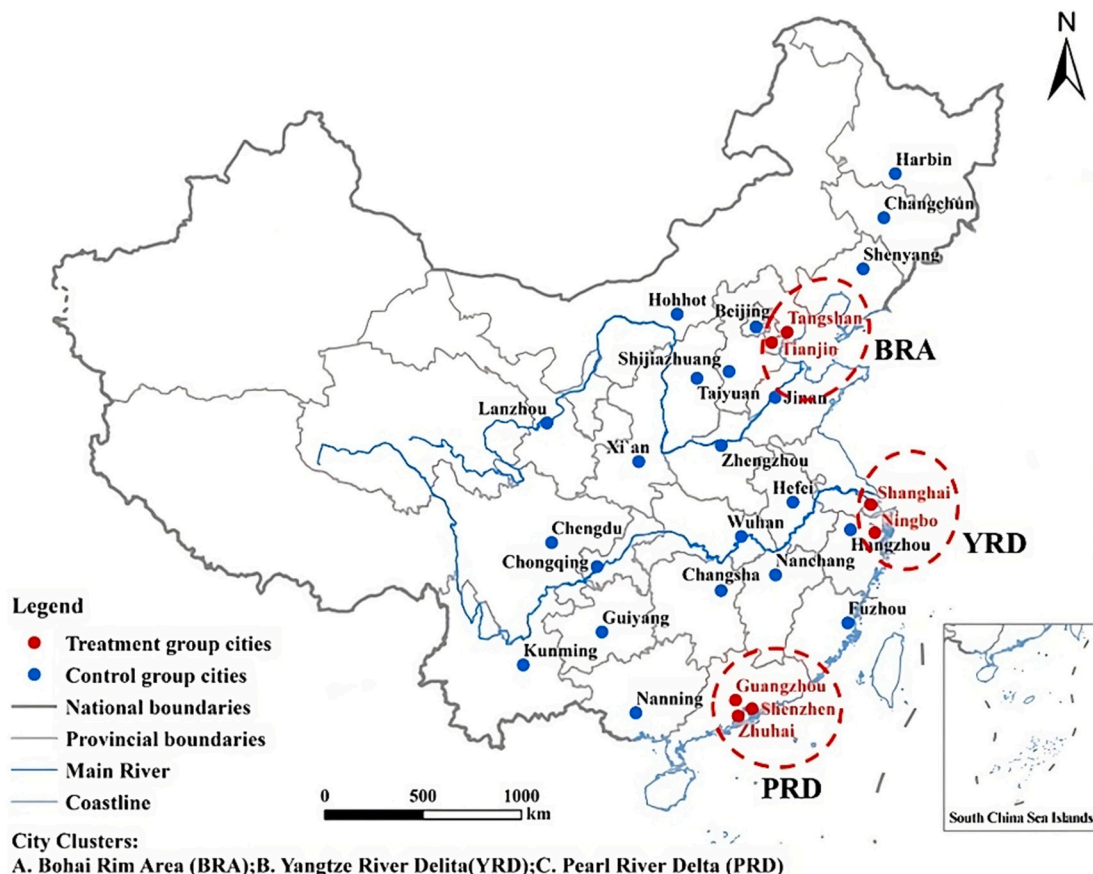 N
Harbin
Changchun
Shenyang
Hohhot
Beijing
Tangshan
Tianjin
BRA
Shijiazhuang
Taiyuan
Jinan
Lanzhou
Xi'an
Zhengzhou
Hefei
Shanghai
Ningbo
YRD
Hangzhou
Chengdu
Wuhan
Chongqing
Nanchang
Changsha
Guiyang
Fuzhou
Kunming
Nanning
Guangzhou
Shenzhen
Zhuhai
PRD
Legend
Treatment group cities
Control group cities
National boundaries
Provincial boundaries
Main River
Coastline
0 500 1000
km
South China Sea Islands
City Clusters:
A. Bohai Rim Area (BRA);B. Yangtze River Delita(YRD);C. Pearl River Delta (PRD)